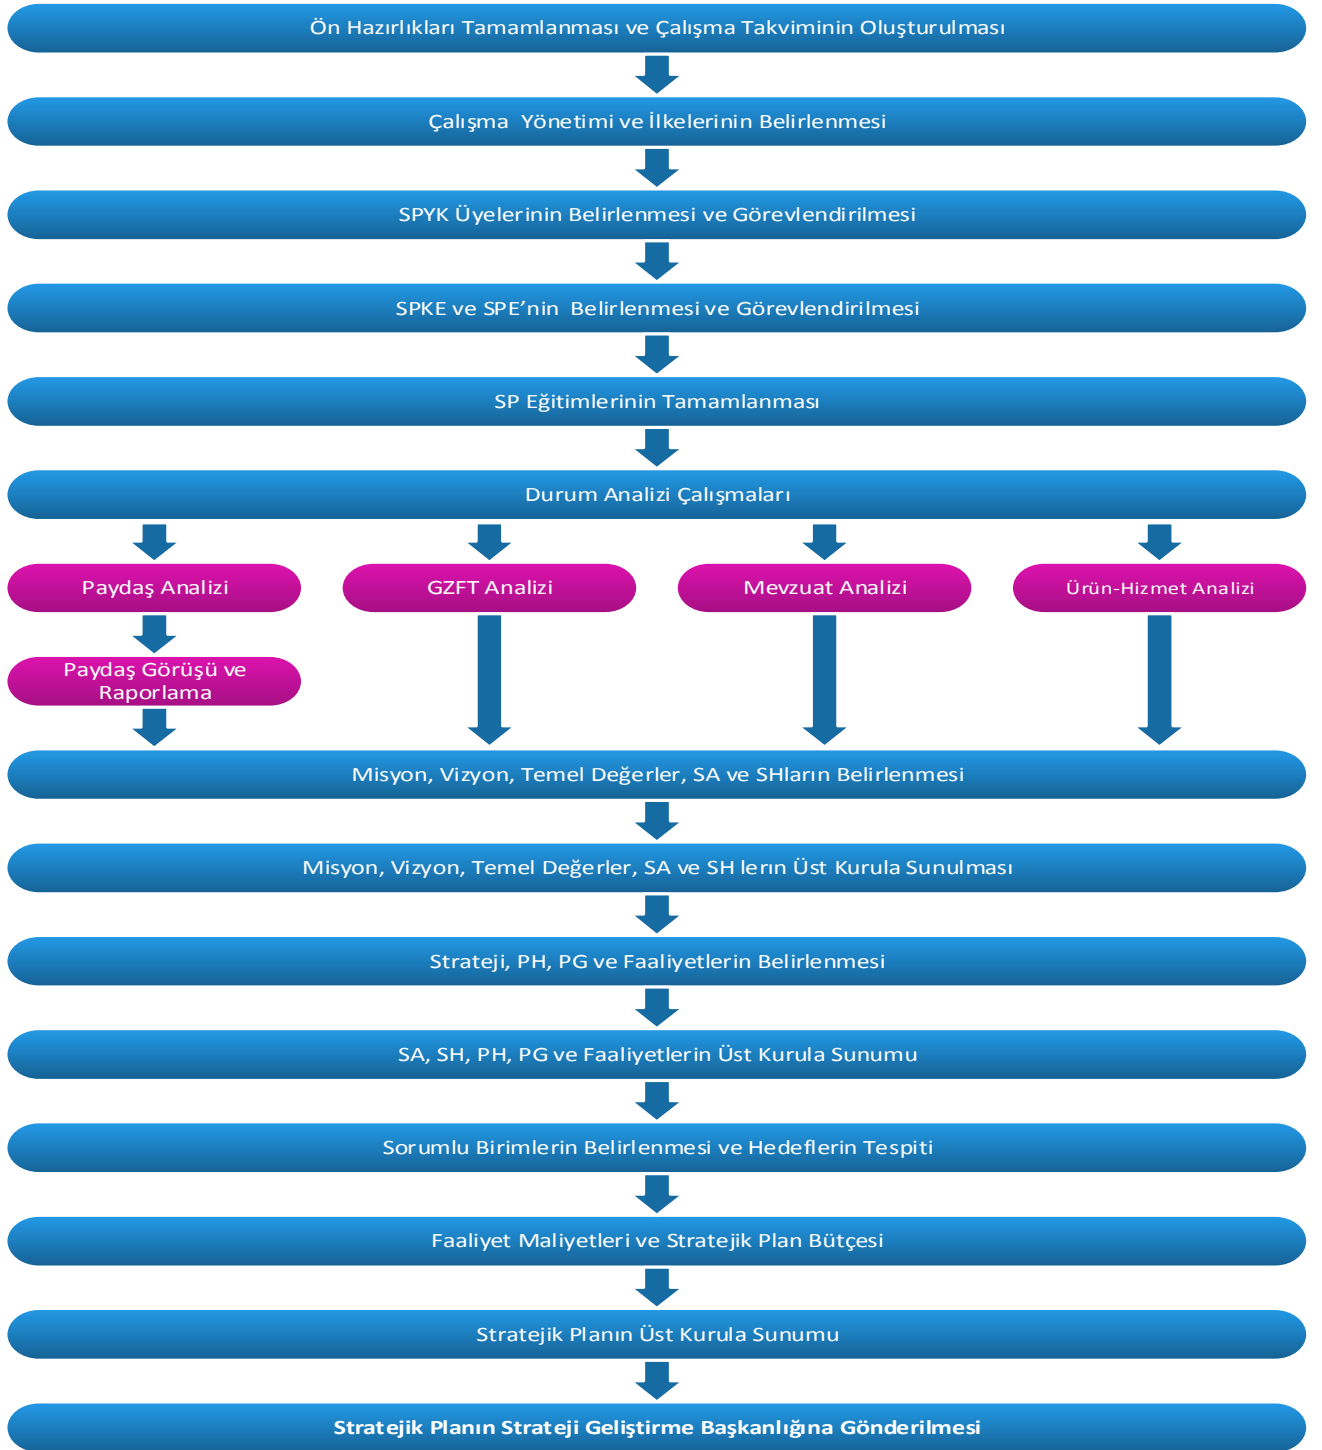 Ön Hazırlıkları Tamamlanması ve Çalışma Takviminin Oluşturulması
Çalışma Yönetimi ve İlkelerinin Belirlenmesi
SPYK Üyelerinin Belirlenmesi ve Görevlendirilmesi
SPKE ve SPE’nin Belirlenmesi ve Görevlendirilmesi
SP Eğitimlerinin Tamamlanması
Durum Analizi Çalışmaları
Paydaş Analizi
GZFT Analizi
Mevzuat Analizi
Ürün-Hizmet Analizi
Paydaş Görüşü ve
Raporlama
Misyon, Vizyon, Temel Değerler, SA ve SHların Belirlenmesi
Misyon, Vizyon, Temel Değerler, SA ve SH lerın Üst Kurula Sunulması
Strateji, PH, PG ve Faaliyetlerin Belirlenmesi
SA, SH, PH, PG ve Faaliyetlerin Üst Kurula Sunumu
Sorumlu Birimlerin Belirlenmesi ve Hedeflerin Tespiti
Faaliyet Maliyetleri ve Stratejik Plan Bütçesi
Stratejik Planın Üst Kurula Sunumu
Stratejik Planın Strateji Geliştirme Başkanlığına Gönderilmesi